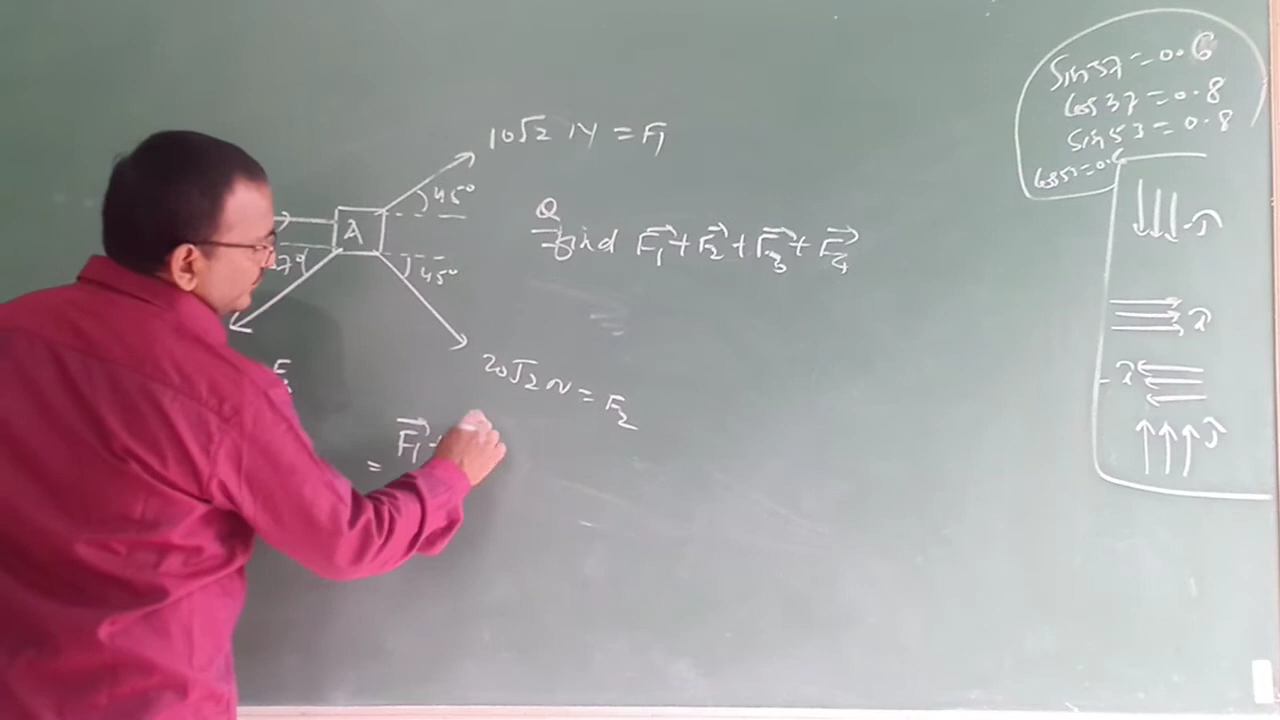 Sin37=0.6
Cos37=0.8
Sin53=0.8
Cos53=0.6
10√2 N = F₁
45°
A
37°
45°
Q
find F₁+F₂+F₃+F₄
20√2 N = F₂
= F₁+
-ĵ
î
-î
ĵ